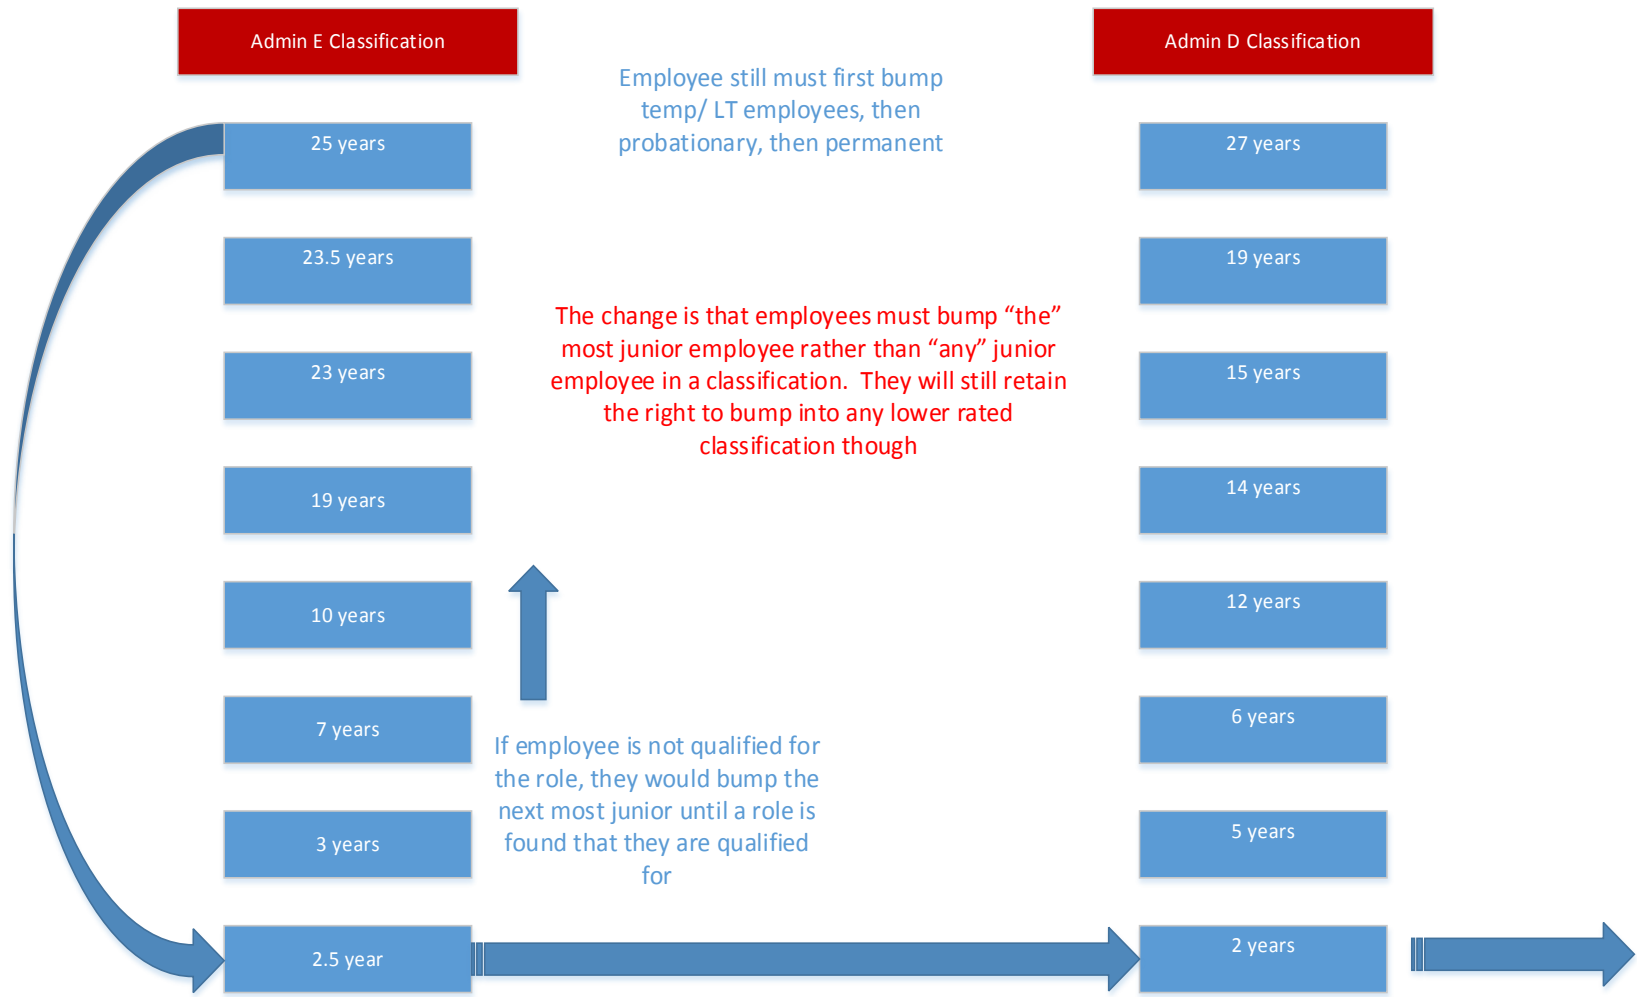 Admin E Classification
25 years
23.5 years
23 years
19 years
10 years
7 years
3 years
2.5 year
Employee still must first bump
temp/ LT employees, then
probationary, then permanent
The change is that employees must bump “the”
most junior employee rather than “any” junior
employee in a classification. They will still retain
the right to bump into any lower rated
classification though
If employee is not qualified for
the role, they would bump the
next most junior until a role is
found that they are qualified
for
Admin D Classification
27 years
19 years
15 years
14 years
12 years
6 years
5 years
2 years